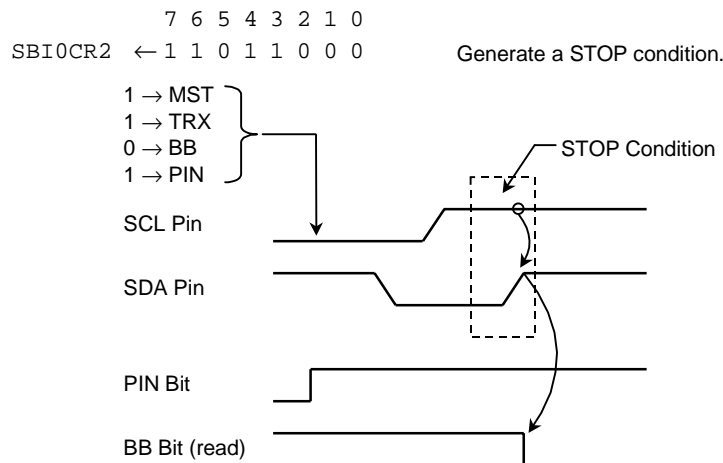 7 6 5 4 3 2 1 0
SBI0CR2 ← 1 1 0 1 1 0 0 0 Generate a STOP condition.
1 → MST
1 → TRX
0 → BB
1 → PIN
STOP Condition
SCL Pin
SDA Pin
PIN Bit
BB Bit (read)